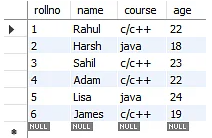 rollno name course age
1 Rahul c/c++ 22
2 Harsh java 18
3 Sahil c/c++ 23
4 Adam c/c++ 22
5 Lisa java 24
6 James c/c++ 19
NULL NULL NULL NULL